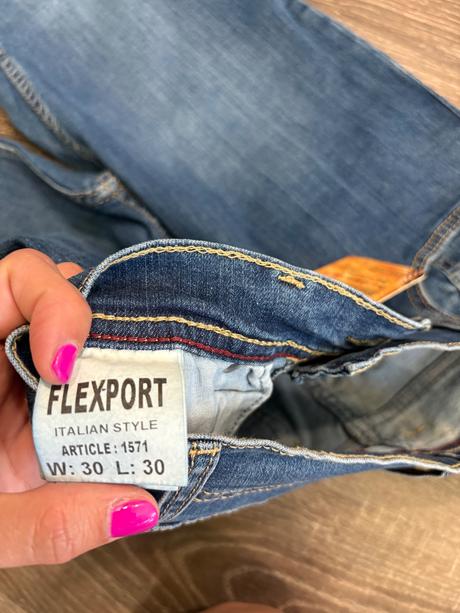 FLEXPORT
ITALIAN STYLE
ARTICLE : 1571
W: 30 L: 30